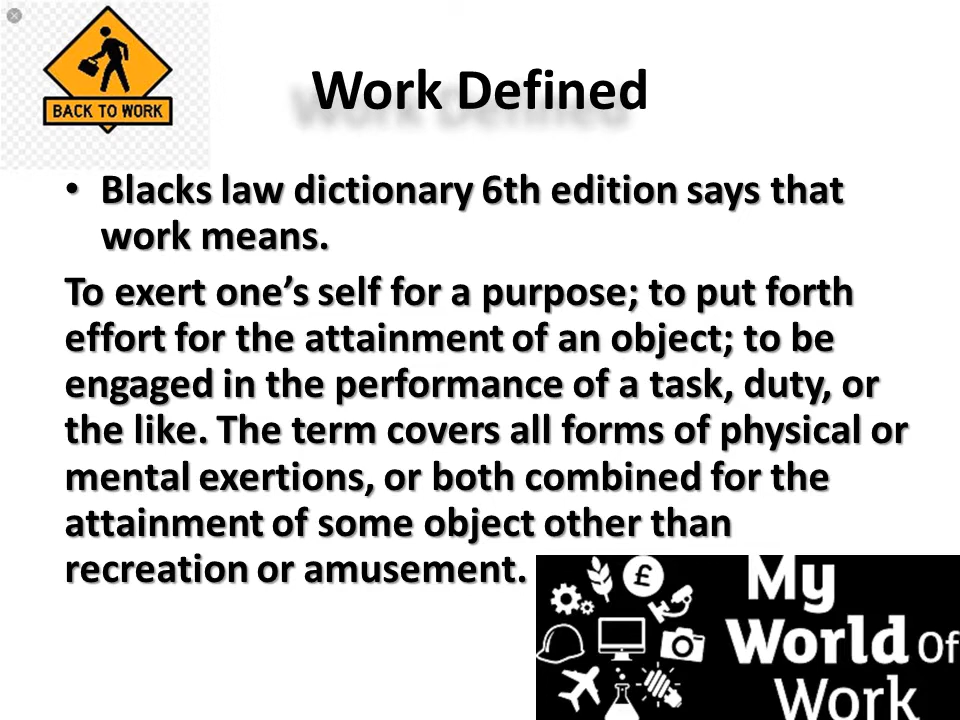 BACK TO WORK
Work Defined
• Blacks law dictionary 6th edition says that
work means.
To exert one’s self for a purpose; to put forth
effort for the attainment of an object; to be
engaged in the performance of a task, duty, or
the like. The term covers all forms of physical or
mental exertions, or both combined for the
attainment of some object other than
recreation or amusement.
£
My
World Of
Work